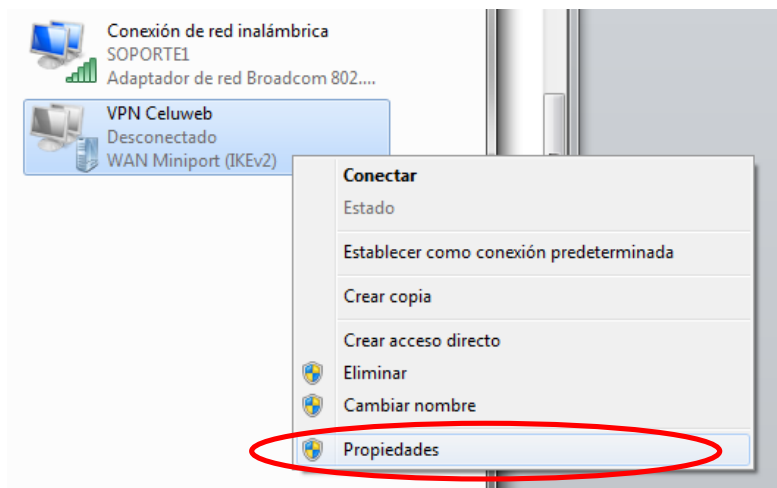 Conexión de red inalámbrica
SOPORTE1
Adaptador de red Broadcom 802....
VPN Celuweb
Desconectado
WAN Miniport (IKEv2)
Conectar
Estado
Establecer como conexión predeterminada
Crear copia
Crear acceso directo
Eliminar
Cambiar nombre
Propiedades